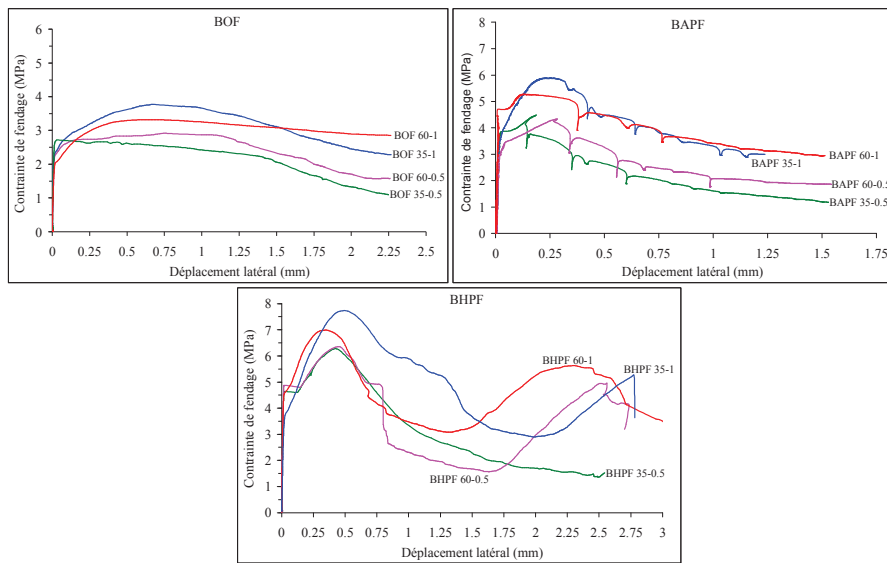 BOF
Contrainte de fendage (MPa)
6
5
4
3
2
1
0
0 0.25 0.5 0.75 1 1.25 1.5 1.75 2 2.25 2.5
Déplacement latéral (mm)
BOF 60-1
BOF 35-1
BOF 60-0.5
BOF 35-0.5
BAPF
Contrainte de fendage (MPa)
8
7
6
5
4
3
2
1
0
0 0.25 0.5 0.75 1 1.25 1.5 1.75
Déplacement latéral (mm)
BAPF 60-1
BAPF 35-1
BAPF 60-0.5
BAPF 35-0.5
BHPF
Contrainte de fendage (MPa)
8
7
6
5
4
3
2
1
0
0 0.25 0.5 0.75 1 1.25 1.5 1.75 2 2.25 2.5 2.75 3
Déplacement latéral (mm)
BHPF 60-1
BHPF 35-1
BHPF 60-0.5
BHPF 35-0.5